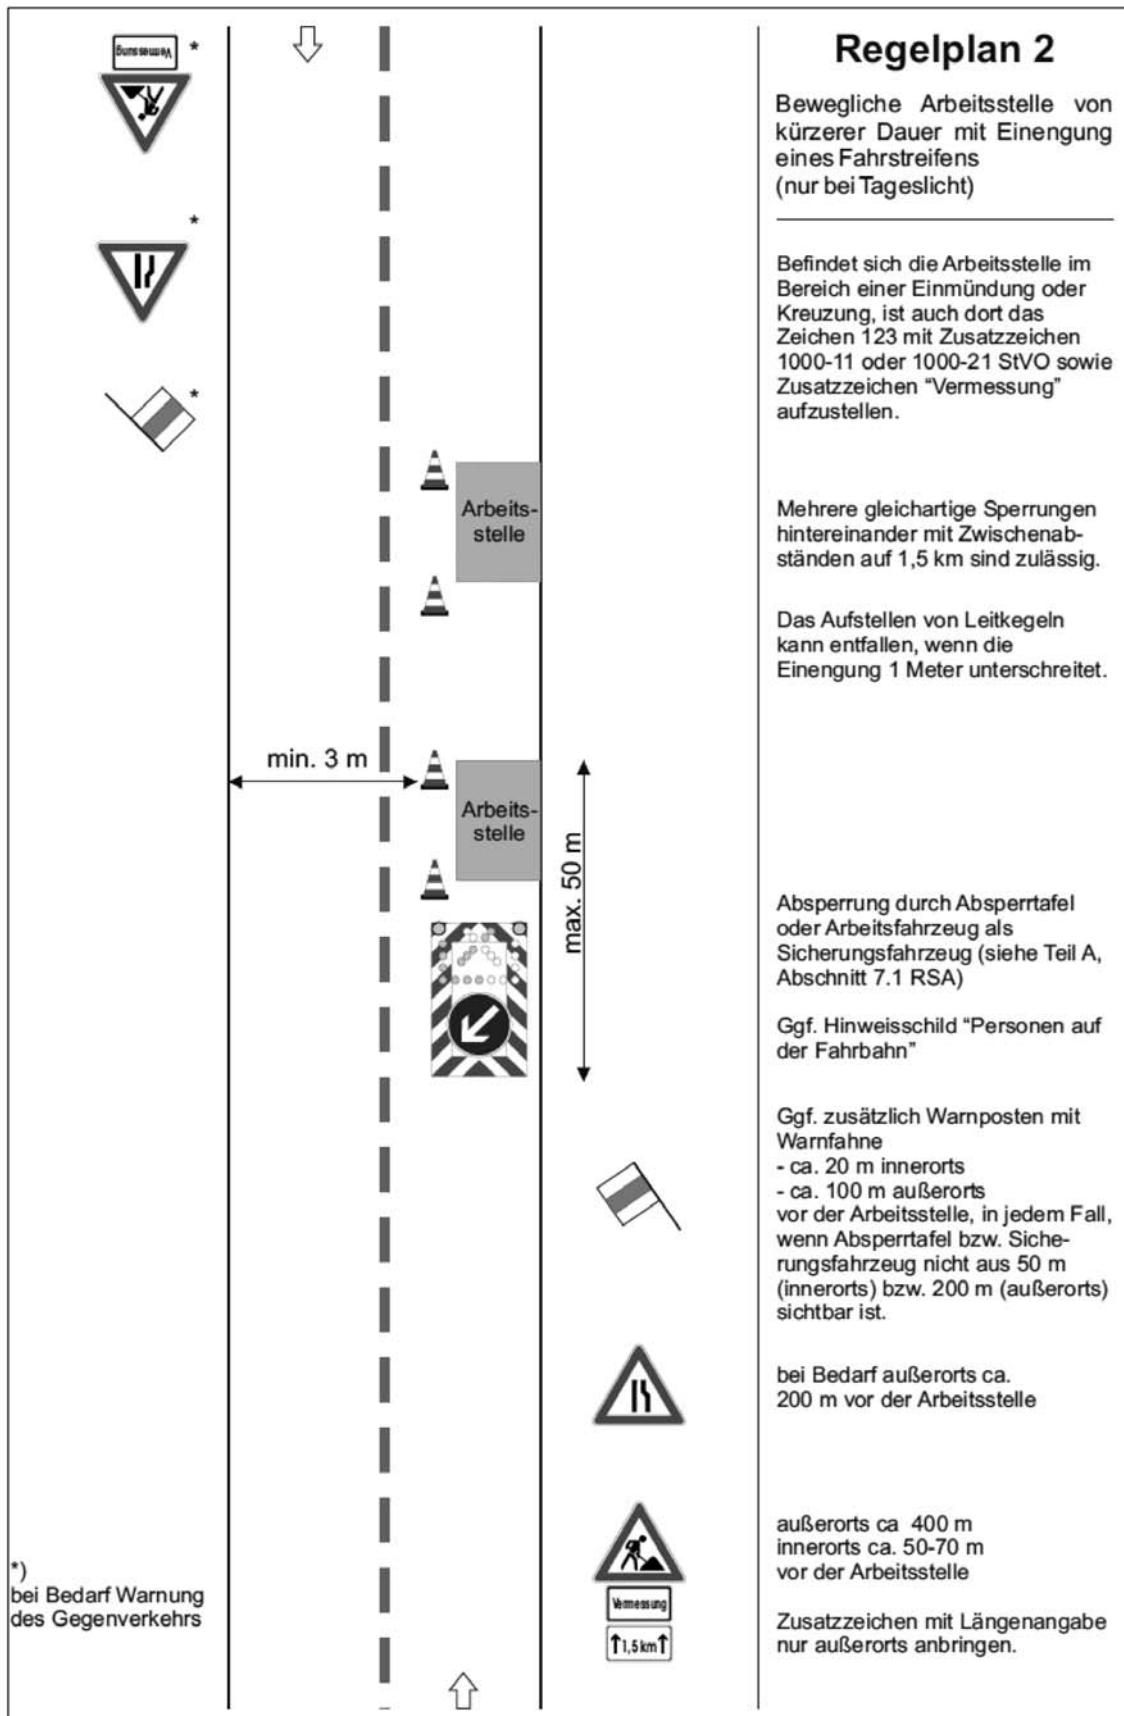 Vermessung *
Regelplan 2
Bewegliche Arbeitsstelle von
kürzerer Dauer mit Einengung
eines Fahrstreifens
(nur bei Tageslicht)
*
Befindet sich die Arbeitsstelle im
Bereich einer Einmündung oder
Kreuzung, ist auch dort das
Zeichen 123 mit Zusatzzeichen
1000-11 oder 1000-21 StVO sowie
Zusatzzeichen “Vermessung”
aufzustellen.
*
Arbeits-
stelle
Mehrere gleichartige Sperrungen
hintereinander mit Zwischenab-
ständen auf 1,5 km sind zulässig.
Das Aufstellen von Leitkegeln
kann entfallen, wenn die
Einengung 1 Meter unterschreitet.
min. 3 m
Arbeits-
stelle
max. 50 m
Absperrung durch Absperrtafel
oder Arbeitsfahrzeug als
Sicherungsfahrzeug (siehe Teil A,
Abschnitt 7.1 RSA)
Ggf. Hinweisschild “Personen auf
der Fahrbahn”
Ggf. zusätzlich Warnposten mit
Warnfahne
- ca. 20 m innerorts
- ca. 100 m außerorts
vor der Arbeitsstelle, in jedem Fall,
wenn Absperrtafel bzw. Siche-
rungsfahrzeug nicht aus 50 m
(innerorts) bzw. 200 m (außerorts)
sichtbar ist.
bei Bedarf außerorts ca.
200 m vor der Arbeitsstelle
außerorts ca 400 m
innerorts ca. 50-70 m
vor der Arbeitsstelle
*)
bei Bedarf Warnung
des Gegenverkehrs
Vermessung
↑1,5 km↑
Zusatzzeichen mit Längenangabe
nur außerorts anbringen.